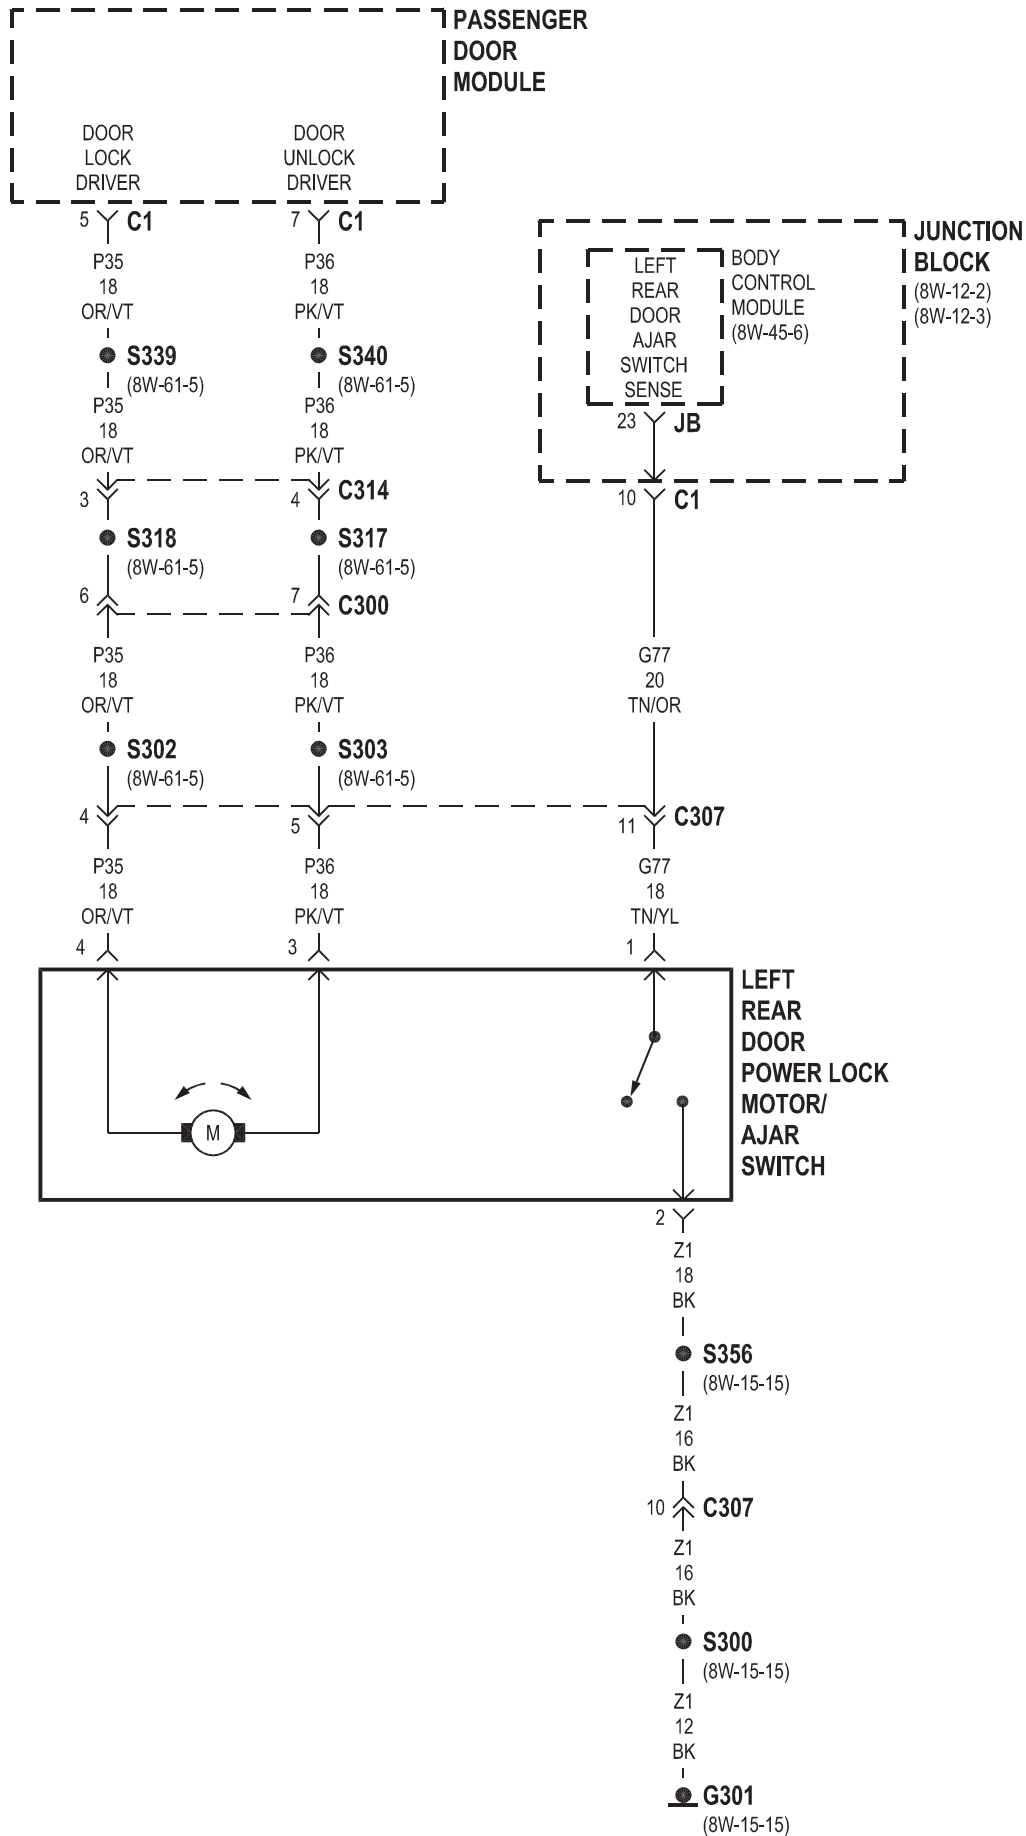 PASSENGER
DOOR
MODULE
DOOR
LOCK
DRIVER
DOOR
UNLOCK
DRIVER
5 C1
7 C1
P35
18
OR/VT
P36
18
PK/VT
S339
(8W-61-5)
S340
(8W-61-5)
P35
18
OR/VT
P36
18
PK/VT
3
4 C314
S318
(8W-61-5)
S317
(8W-61-5)
6
7 C300
P35
18
OR/VT
P36
18
PK/VT
S302
(8W-61-5)
S303
(8W-61-5)
JUNCTION
BLOCK
(8W-12-2)
(8W-12-3)
BODY
CONTROL
MODULE
(8W-45-6)
LEFT
REAR
DOOR
AJAR
SWITCH
SENSE
23 JB
10 C1
G77
20
TN/OR
4
5
11 C307
P35
18
OR/VT
P36
18
PK/VT
G77
18
TN/YL
4
3
1
LEFT
REAR
DOOR
POWER LOCK
MOTOR/
AJAR
SWITCH
M
2
Z1
18
BK
S356
(8W-15-15)
Z1
16
BK
10 C307
Z1
16
BK
S300
(8W-15-15)
Z1
12
BK
G301
(8W-15-15)